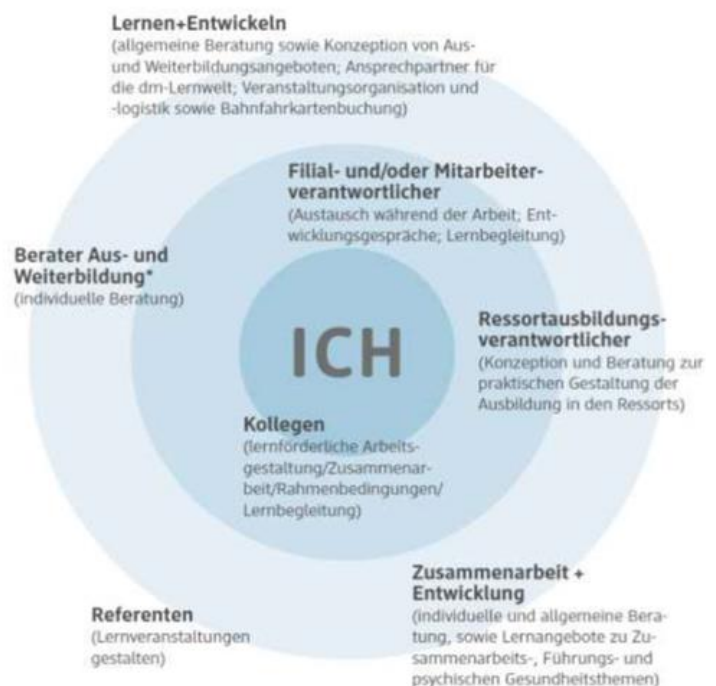 Lernen+Entwickeln
(allgemeine Beratung sowie Konzeption von Aus-
und Weiterbildungsangeboten; Ansprechpartner für
die dm-Lernwelt; Veranstaltungsorganisation und
-logistik sowie Bahnfahrkartenbuchung)
Filial- und/oder Mitarbeiter-
verantwortlicher
(Austausch während der Arbeit; Ent-
wicklungsgespräche; Lernbegleitung)
Berater Aus- und
Weiterbildung*
(individuelle Beratung)
ICH
Ressortausbildungs-
verantwortlicher
(Konzeption und Beratung zur
praktischen Gestaltung der
Ausbildung in den Ressorts)
Kollegen
(lernförderliche Arbeits-
gestaltung/Zusammenar-
beit/Rahmenbedingungen/
Lernbegleitung)
Zusammenarbeit +
Entwicklung
(individuelle und allgemeine Bera-
tung, sowie Lernangebote zu Zu-
sammenarbeits-, Führungs- und
psychischen Gesundheitsthemen)
Referenten
(Lernveranstaltungen
gestalten)